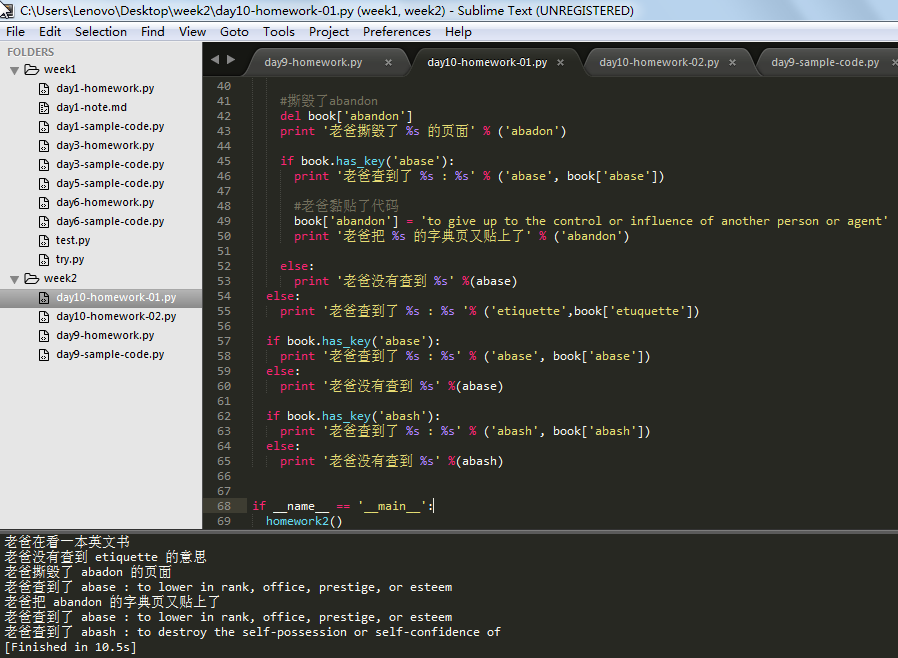 C:\Users\Lenovo\Desktop\week2\day10-homework-01.py (week1, week2) - Sublime Text (UNREGISTERED)
File Edit Selection Find View Goto Tools Project Preferences Help
FOLDERS
week1
day1-homework.py
day1-note.md
day1-sample-code.py
day3-homework.py
day3-sample-code.py
day5-sample-code.py
day6-homework.py
day6-sample-code.py
test.py
try.py
week2
day10-homework-01.py
day10-homework-02.py
day9-homework.py
day9-sample-code.py
day9-homework.py × day10-homework-01.py × day10-homework-02.py × day9-sample-code.py ×
40
41 #撕毁了abandon
42 del book['abandon']
43 print '老爸撕毁了 %s 的页面' % ('abadon')
44
45 if book.has_key('abase'):
46 print '老爸查到了 %s : %s' % ('abase', book['abase'])
47
48 #老爸黏贴了代码
49 book['abandon'] = 'to give up to the control or influence of another person or agent'
50 print '老爸把 %s 的字典页又贴上了' % ('abandon')
51
52 else:
53 print '老爸没有查到 %s' %(abase)
54 else:
55 print '老爸查到了 %s : %s '% ('etiquette',book['etuquette'])
56
57 if book.has_key('abase'):
58 print '老爸查到了 %s : %s' % ('abase', book['abase'])
59 else:
60 print '老爸没有查到 %s' %(abase)
61
62 if book.has_key('abash'):
63 print '老爸查到了 %s : %s' % ('abash', book['abash'])
64 else:
65 print '老爸没有查到 %s' %(abash)
66
67
68 if __name__ == '__main__':
69 homework2()
老爸在看一本英文书
老爸没有查到 etiquette 的意思
老爸撕毁了 abadon 的页面
老爸查到了 abase : to lower in rank, office, prestige, or esteem
老爸把 abandon 的字典页又贴上了
老爸查到了 abase : to lower in rank, office, prestige, or esteem
老爸查到了 abash : to destroy the self-possession or self-confidence of
[Finished in 10.5s]